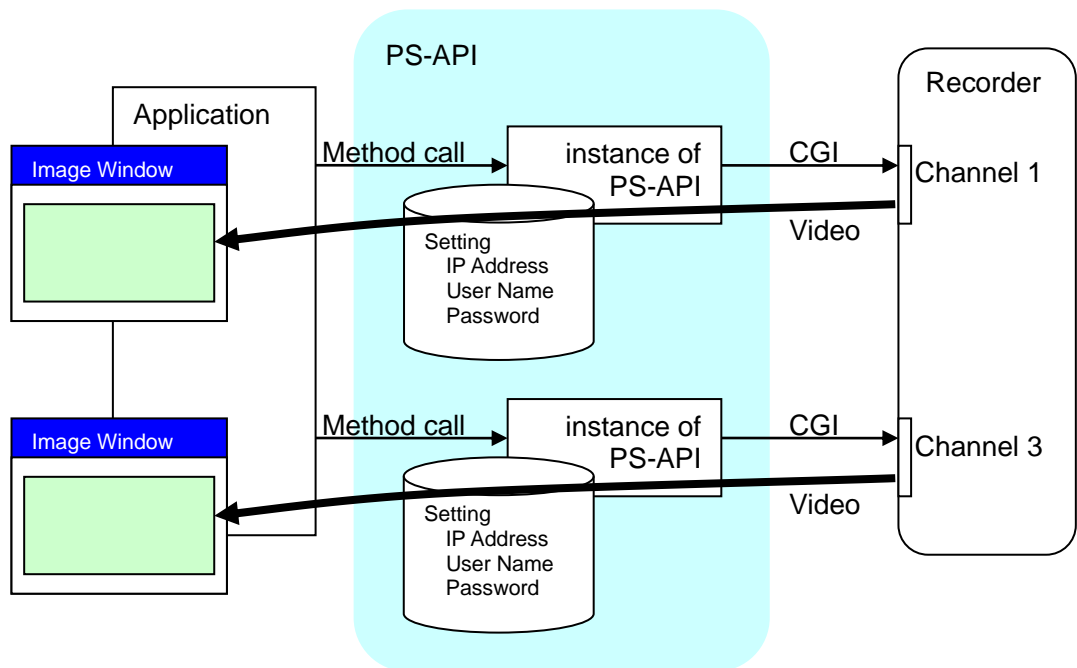 PS-API
Recorder
Application
Image Window
Method call
instance of
PS-API
CGI
Channel 1
Video
Setting
IP Address
User Name
Password
Image Window
Method call
instance of
PS-API
CGI
Channel 3
Video
Setting
IP Address
User Name
Password